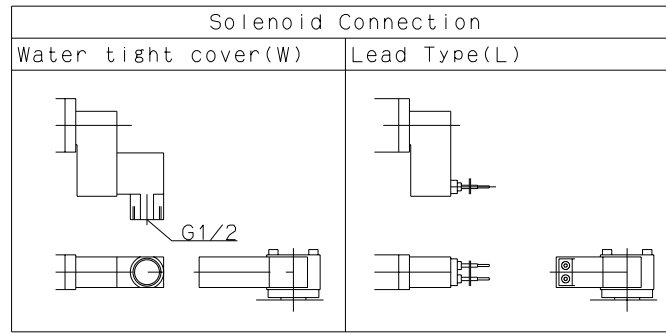 Solenoid Connection
Water tight cover(W)
Lead Type(L)
G1/2